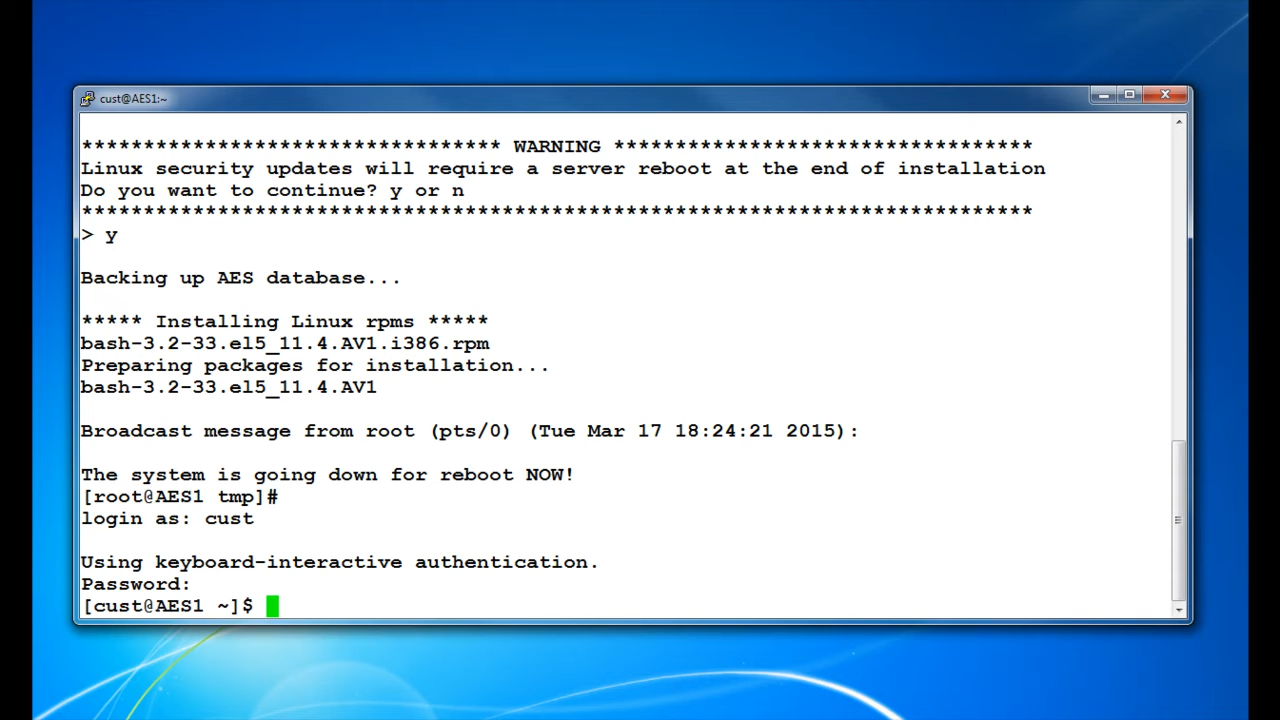 cust@AES1:~
********************************** WARNING **********************************
Linux security updates will require a server reboot at the end of installation
Do you want to continue? y or n
*****************************************************************************
> y
Backing up AES database...
***** Installing Linux rpms *****
bash-3.2-33.el5_11.4.AV1.i386.rpm
Preparing packages for installation...
bash-3.2-33.el5_11.4.AV1
Broadcast message from root (pts/0) (Tue Mar 17 18:24:21 2015):
The system is going down for reboot NOW!
[root@AES1 tmp]#
login as: cust
Using keyboard-interactive authentication.
Password:
[cust@AES1 ~]$